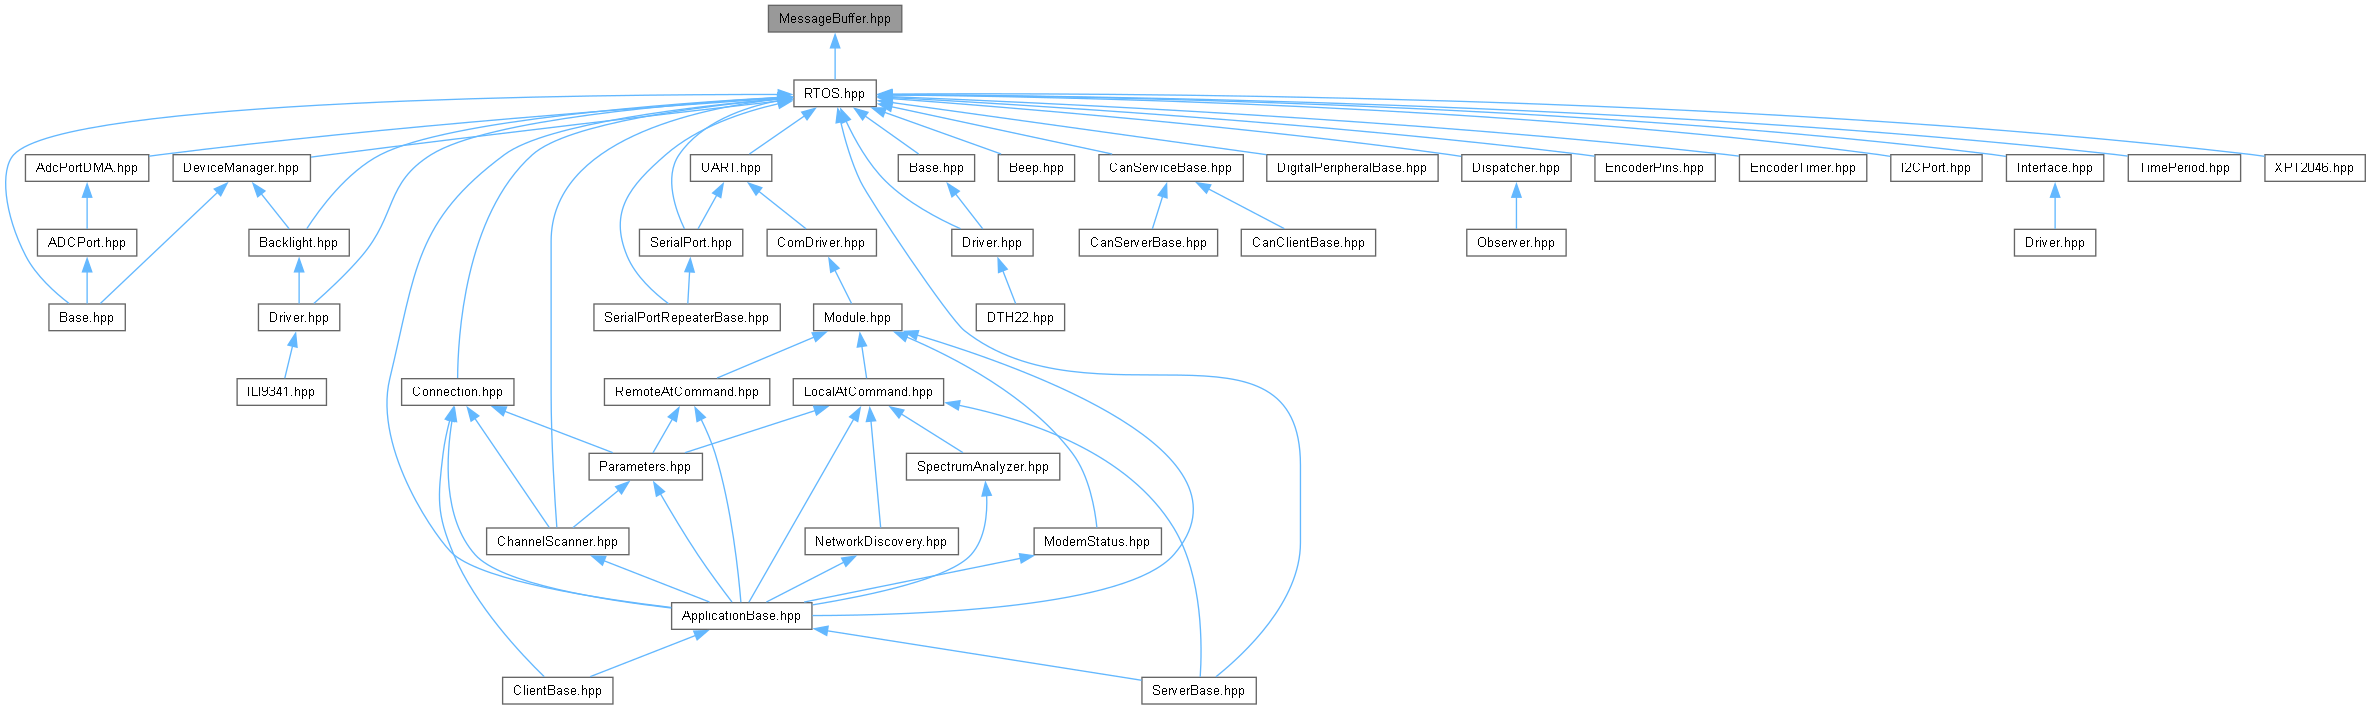 MessageBuffer.hpp
RTOS.hpp
AdcPortDMA.hpp
DeviceManager.hpp
UART.hpp
Base.hpp
Beep.hpp
CanServiceBase.hpp
DigitalPeripheralBase.hpp
Dispatcher.hpp
EncoderPins.hpp
EncoderTimer.hpp
I2CPort.hpp
Interface.hpp
TimePeriod.hpp
XPT2046.hpp
ADCPort.hpp
Backlight.hpp
SerialPort.hpp
ComDriver.hpp
Driver.hpp
CanServerBase.hpp
CanClientBase.hpp
Observer.hpp
Driver.hpp
Base.hpp
Driver.hpp
SerialPortRepeaterBase.hpp
Module.hpp
DTH22.hpp
ILI9341.hpp
Connection.hpp
RemoteAtCommand.hpp
LocalAtCommand.hpp
Parameters.hpp
SpectrumAnalyzer.hpp
ChannelScanner.hpp
NetworkDiscovery.hpp
ModemStatus.hpp
ApplicationBase.hpp
ClientBase.hpp
ServerBase.hpp